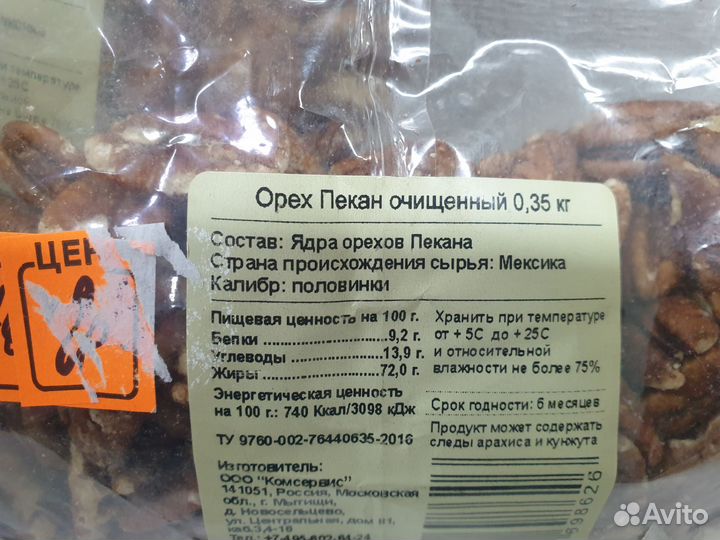 Орех Пекан очищенный 0,35 кг
Состав: Ядра орехов Пекана
Страна происхождения сырья: Мексика
Калибр: половинки
Пищевая ценность на 100 г.
Белки ...................9,2 г.
Углеводы ...................13,9 г.
Жиры...................72,0 г.
Энергетическая ценность
на 100 г.: 740 Ккал/3098 кДж
ТУ 9760-002-76440635-2016
Изготовитель:
ООО "Комсервис"
141051, Россия, Московская
обл., г. Мытищи,
д. Новосельцево,
ул. Центральная, дом
Хранить при температуре
от + 5С до + 25С
и относительной
влажности не более 75%
Срок годности: 6 месяцев
Продукт может содержать
следы арахиса и кунжута
98626
ЦЕН
температуре
Avito